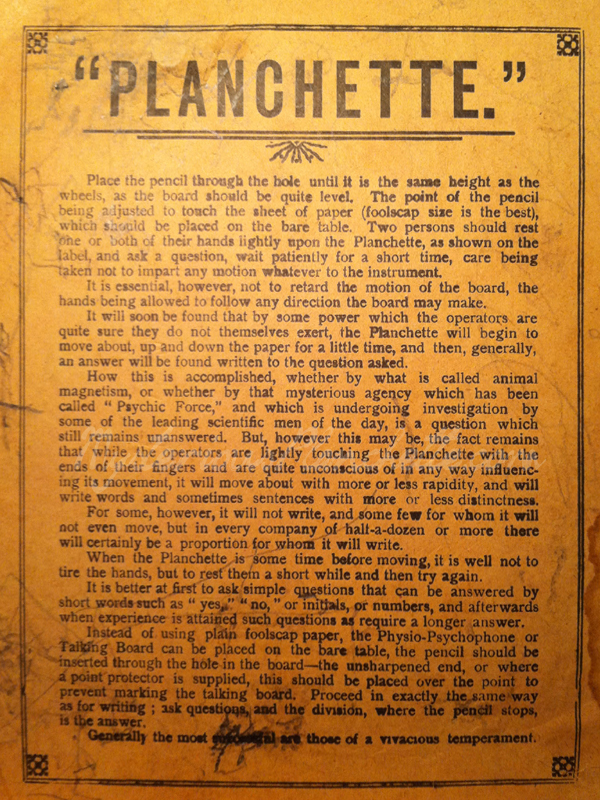 "PLANCHETTE."
Place the pencil through the hole until it is the same height as the
wheels, as the board should be quite level. The point of the pencil
being adjusted to touch the sheet of paper (foolscap size is the best),
which should be placed on the bare table. Two persons should rest
one or both of their hands lightly upon the Planchette, as shown on the
label, and ask a question, wait patiently for a short time, care being
taken not to impart any motion whatever to the instrument.
It is essential, however, not to retard the motion of the board, the
hands being allowed to follow any direction the board may make.
It will soon be found that by some power which the operators are
quite sure they do not themselves exert, the Planchette will begin to
move about, up and down the paper for a little time, and then, generally,
an answer will be found written to the question asked.
How this is accomplished, whether by what is called animal
magnetism, or whether by that mysterious agency which has been
called "Psychic Force," and which is undergoing investigation by
some of the leading scientific men of the day, is a question which
still remains unanswered. But, however this may be, the fact remains
that while the operators are lightly touching the Planchette with the
ends of their fingers and are quite unconscious of in any way influenc-
ing its movement, it will move about with more or less rapidity, and will
write words and sometimes sentences with more or less distinctness.
For some, however, it will not write, and some few for whom it will
not even move, but in every company of half-a-dozen or more there
will certainly be a proportion for whom it will write.
When the Planchette is some time before moving, it is well not to
tire the hands, but to rest them a short while and then try again.
It is better at first to ask simple questions that can be answered by
short words such as "yes," "no," or initials, or numbers, and afterwards
when experience is attained such questions as require a longer answer.
Instead of using plain foolscap paper, the Physio-Psychophone or
Talking Board can be placed on the bare table, the pencil should be
inserted through the hole in the board—the unsharpened end, or where
a point protector is supplied, this should be placed over the point to
prevent marking the talking board. Proceed in exactly the same way
as for writing; ask questions, and the division, where the pencil stops,
is the answer.
Generally the most are those of a vivacious temperament.